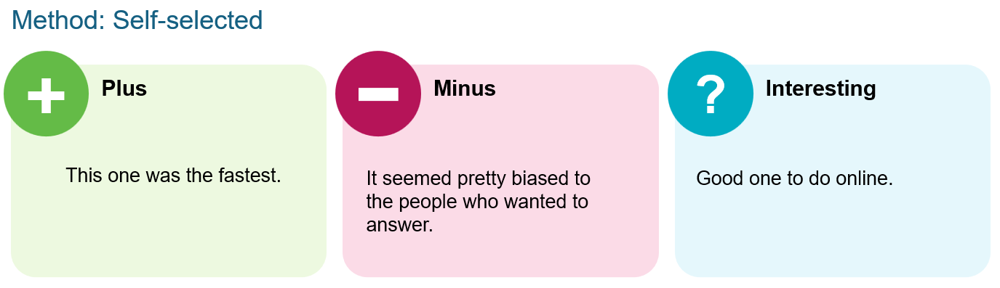 Method: Self-selected
Plus
This one was the fastest.
Minus
It seemed pretty biased to
the people who wanted to
answer.
?
Interesting
Good one to do online.